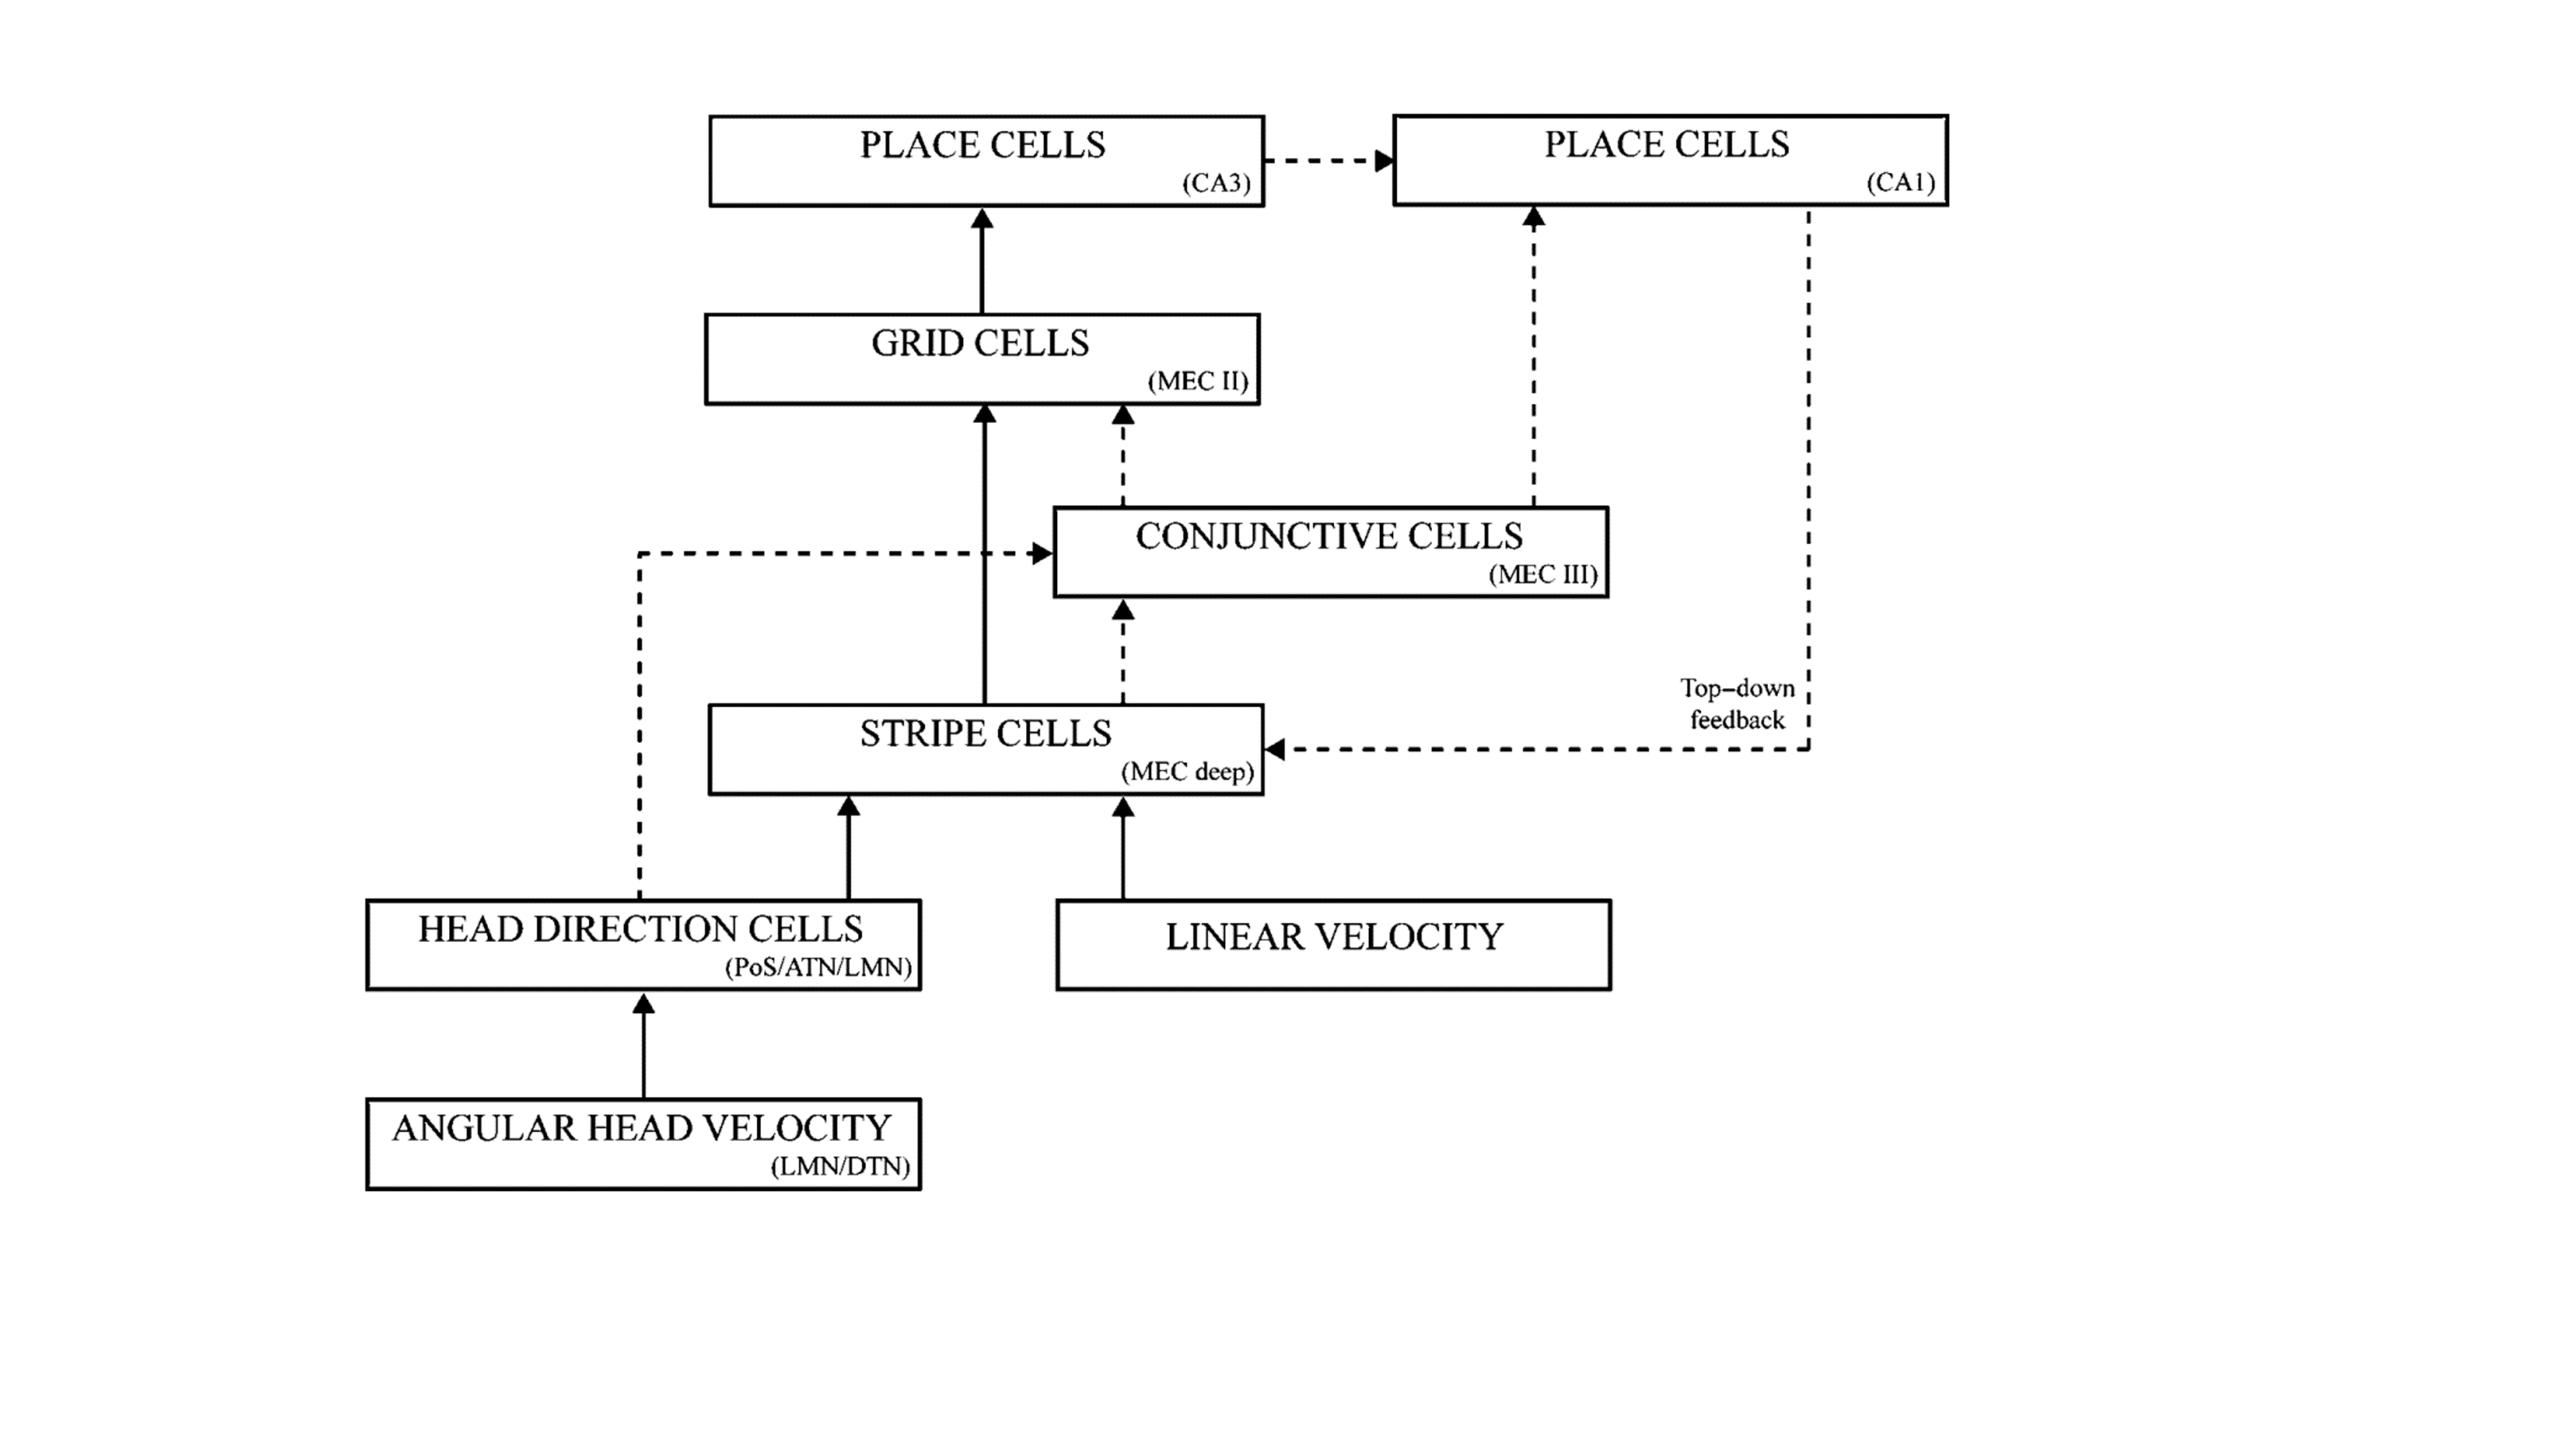 PLACE CELLS
(CA3)
PLACE CELLS
(CA1)
GRID CELLS
(MEC II)
CONJUNCTIVE CELLS
(MEC III)
Top–down
feedback
STRIPE CELLS
(MEC deep)
HEAD DIRECTION CELLS
(PoS/ATN/LMN)
LINEAR VELOCITY
ANGULAR HEAD VELOCITY
(LMN/DTN)